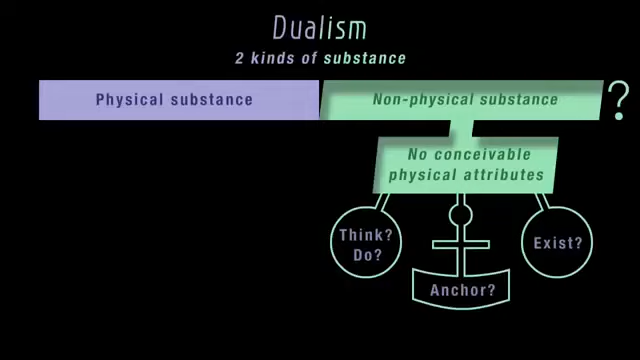 Dualism
2 kinds of substance
Physical substance
Non-physical substance
?
No conceivable
physical attributes
Think?
Do?
Anchor?
Exist?